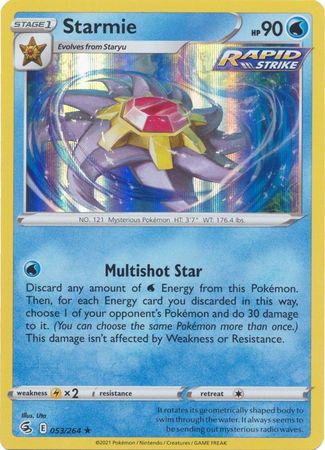 STAGE 1 Starmie HP 90
Evolves from Staryu
RAPID
STRIKE
NO. 121 Mysterious Pokémon HT: 3'7" WT: 176.4 lbs.
Multishot Star
Discard any amount of Energy from this Pokémon.
Then, for each Energy card you discarded in this way,
choose 1 of your opponent's Pokémon and do 30 damage
to it. (You can choose the same Pokémon more than once.)
This damage isn't affected by Weakness or Resistance.
weakness ×2 resistance retreat
Illus. Uta
E 053/264 ★
It rotates its geometrically shaped body to
swim through the water. It always seems to
be sending out mysterious radio waves.
©2021 Pokémon / Nintendo / Creatures / GAME FREAK